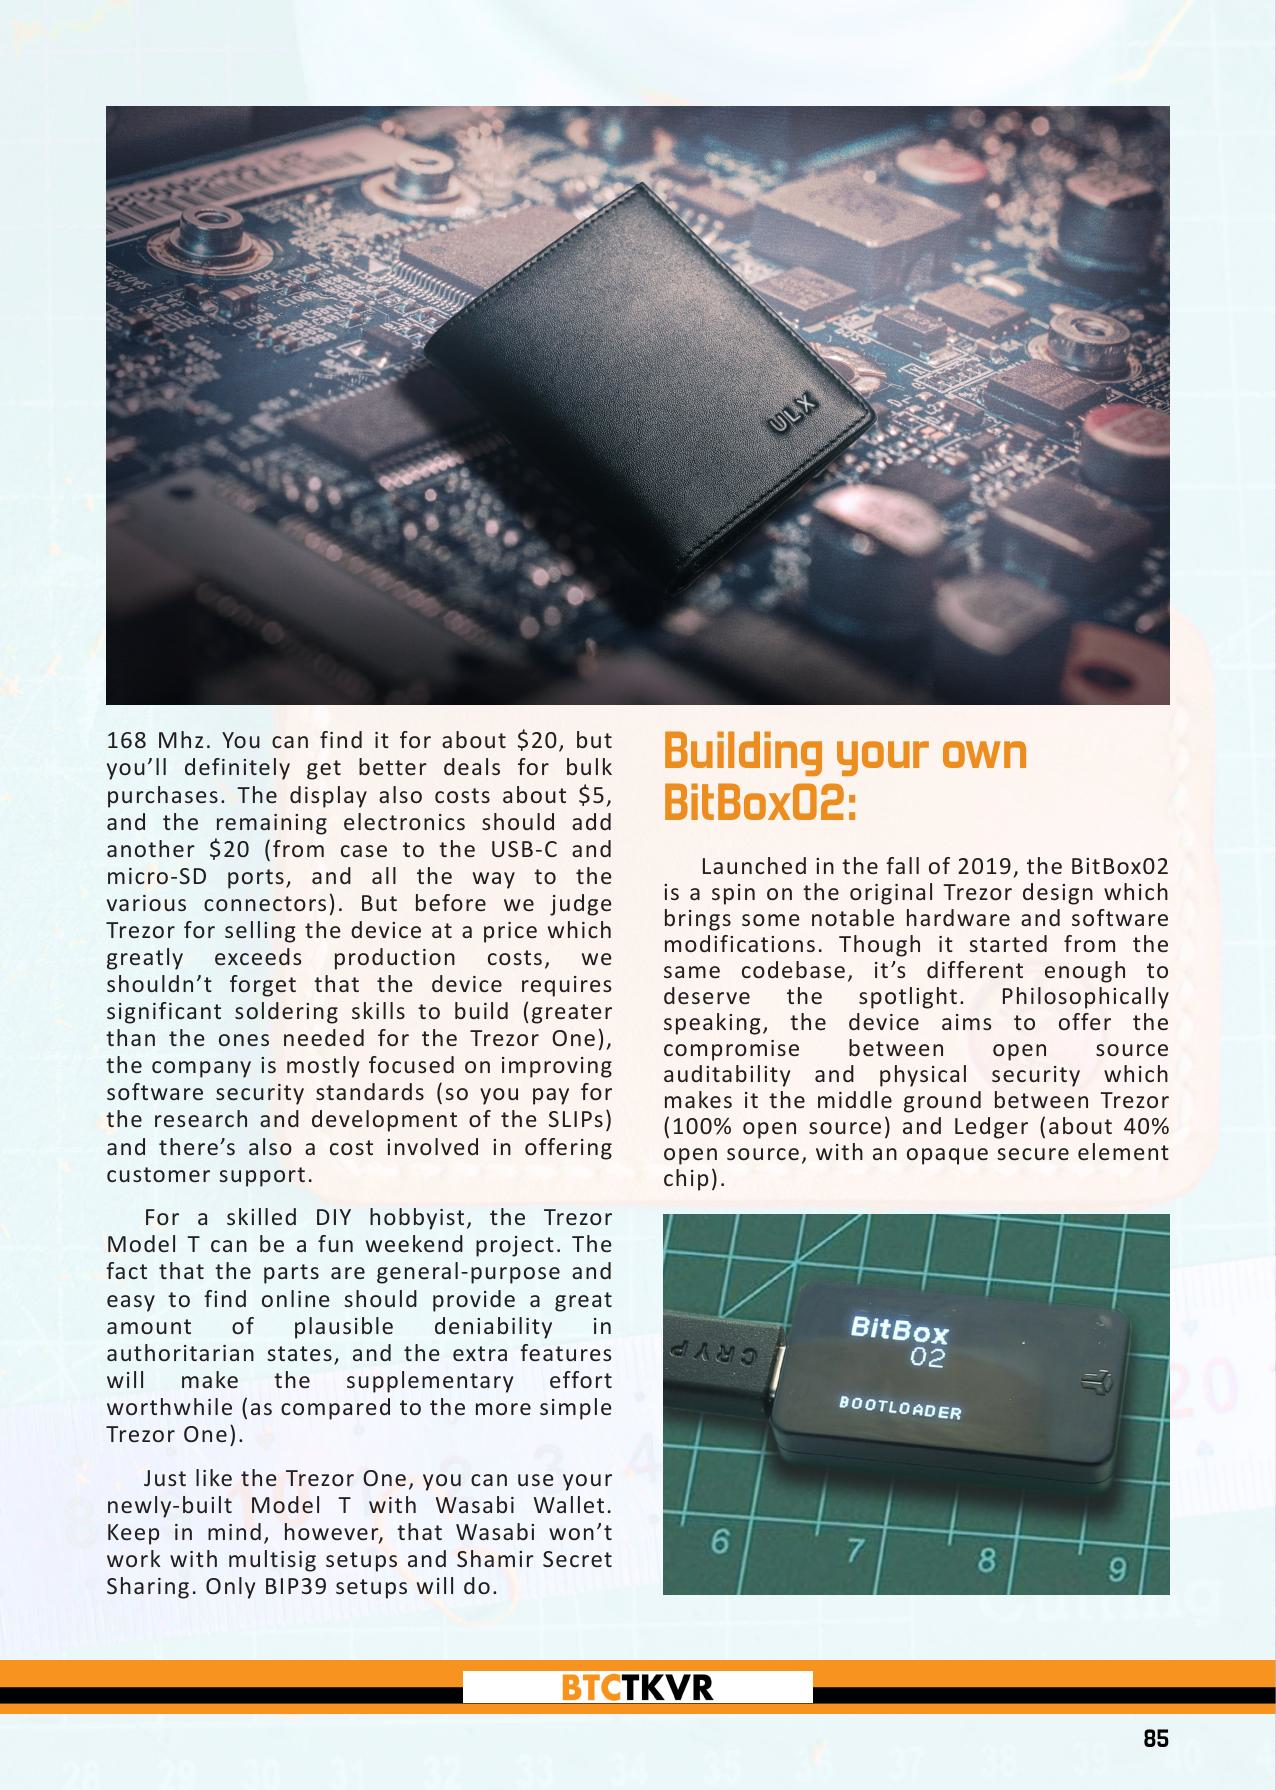 ULX
168 Mhz. You can find it for about $20, but
you’ll definitely get better deals for bulk
purchases. The display also costs about $5,
and the remaining electronics should add
another $20 (from case to the USB-C and
micro-SD ports, and all the way to the
various connectors). But before we judge
Trezor for selling the device at a price which
greatly exceeds production costs, we
shouldn’t forget that the device requires
significant soldering skills to build (greater
than the ones needed for the Trezor One),
the company is mostly focused on improving
software security standards (so you pay for
the research and development of the SLIPs)
and there’s also a cost involved in offering
customer support.
For a skilled DIY hobbyist, the Trezor
Model T can be a fun weekend project. The
fact that the parts are general-purpose and
easy to find online should provide a great
amount of plausible deniability in
authoritarian states, and the extra features
will make the supplementary effort
worthwhile (as compared to the more simple
Trezor One).
Just like the Trezor One, you can use your
newly-built Model T with Wasabi Wallet.
Keep in mind, however, that Wasabi won’t
work with multisig setups and Shamir Secret
Sharing. Only BIP39 setups will do.
Building your own
BitBox02:
Launched in the fall of 2019, the BitBox02
is a spin on the original Trezor design which
brings some notable hardware and software
modifications. Though it started from the
same codebase, it’s different enough to
deserve the spotlight. Philosophically
speaking, the device aims to offer the
compromise between open source
auditability and physical security which
makes it the middle ground between Trezor
(100% open source) and Ledger (about 40%
open source, with an opaque secure element
chip).
CRYP
BitBox
02
BOOTLOADER
6 7 8 9
BTCTKVR
85
28 29 30 31 32 33 34 35 36 37 38 39 40